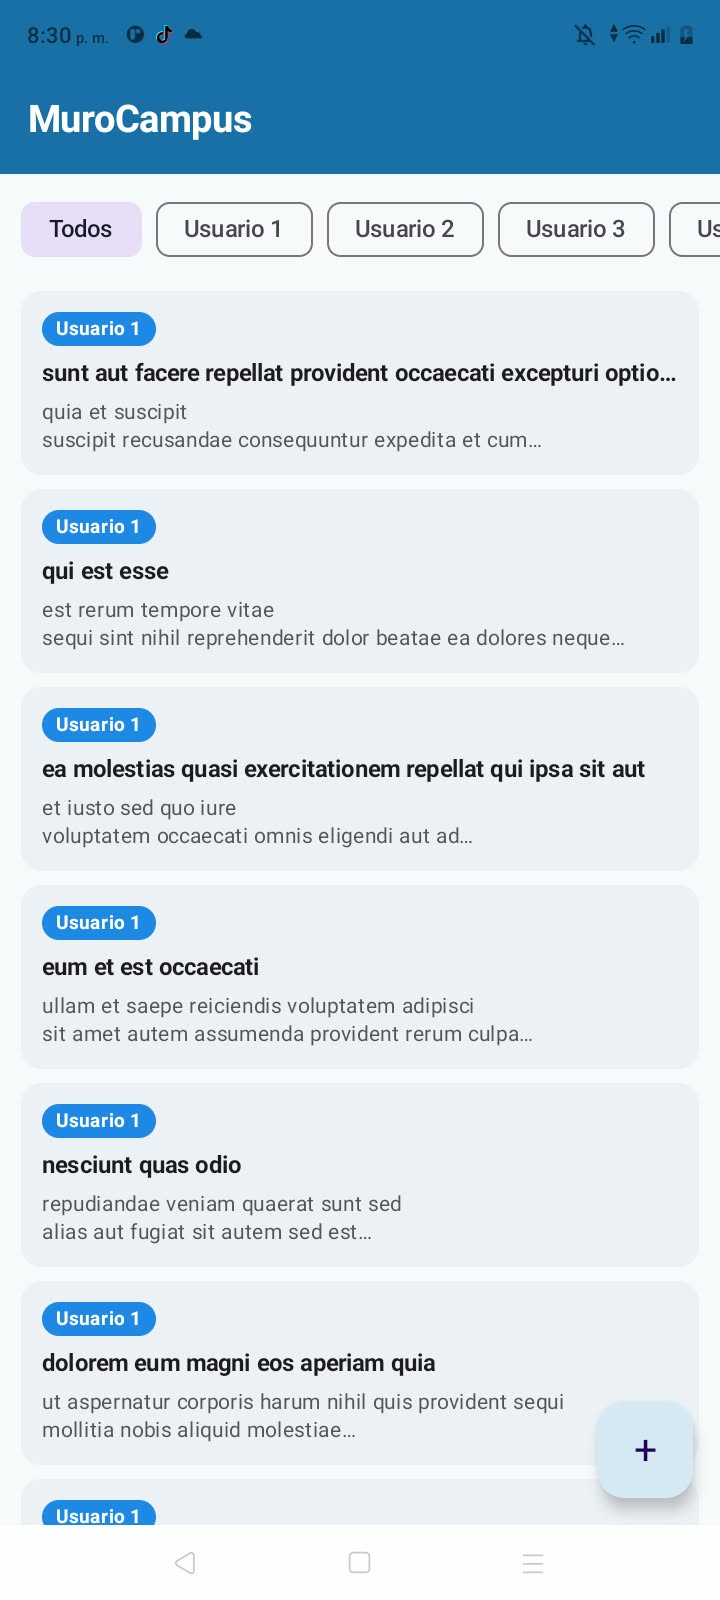 8:30 p. m.
MuroCampus
Todos
Usuario 1
Usuario 2
Usuario 3
Us
Usuario 1
sunt aut facere repellat provident occaecati excepturi optio…
quia et suscipit
suscipit recusandae consequuntur expedita et cum…
Usuario 1
qui est esse
est rerum tempore vitae
sequi sint nihil reprehenderit dolor beatae ea dolores neque…
Usuario 1
ea molestias quasi exercitationem repellat qui ipsa sit aut
et iusto sed quo iure
voluptatem occaecati omnis eligendi aut ad…
Usuario 1
eum et est occaecati
ullam et saepe reiciendis voluptatem adipisci
sit amet autem assumenda provident rerum culpa…
Usuario 1
nesciunt quas odio
repudiandae veniam quaerat sunt sed
alias aut fugiat sit autem sed est…
Usuario 1
dolorem eum magni eos aperiam quia
ut aspernatur corporis harum nihil quis provident sequi
mollitia nobis aliquid molestiae…
+
Usuario 1